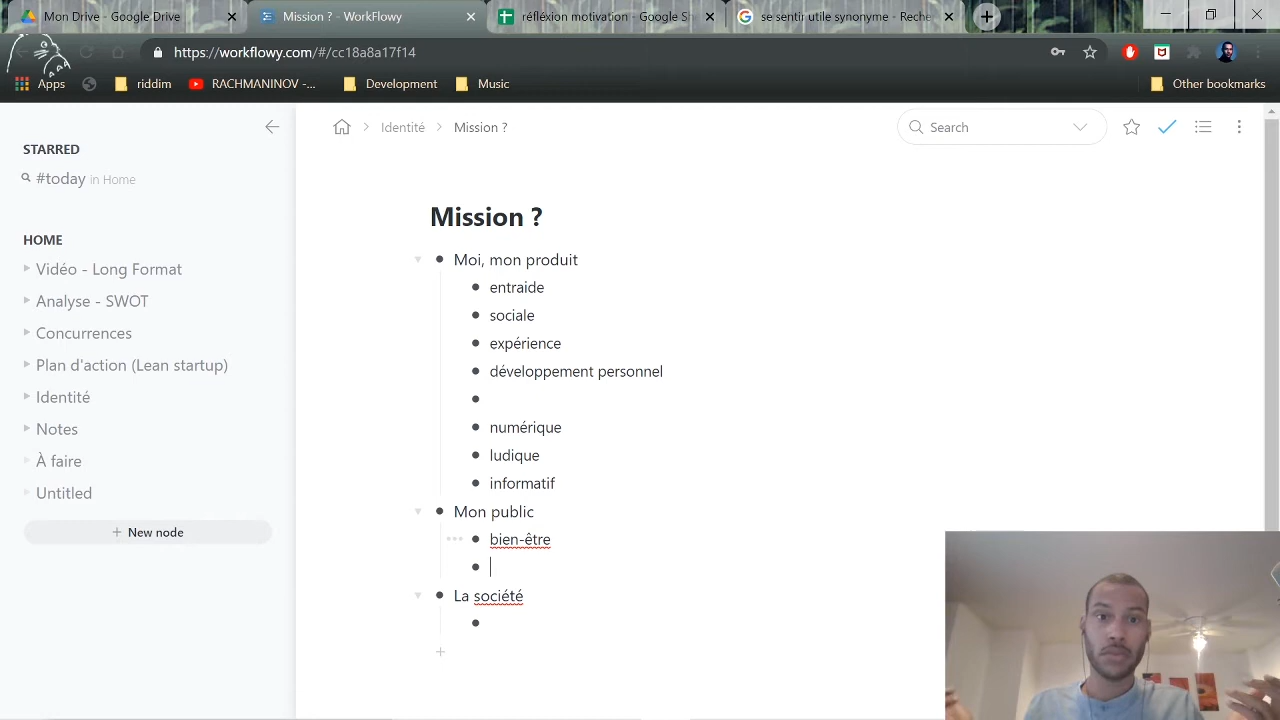 Mon Drive - Google Drive
Mission ? - WorkFlowy
réfléxion motivation - Google Sh
se sentir utile synonyme - Reche
https://workflowy.com/#/cc18a8a17f14
Apps
riddim
RACHMANINOV -...
Development
Music
Other bookmarks
STARRED
#today in Home
HOME
Vidéo - Long Format
Analyse - SWOT
Concurrences
Plan d'action (Lean startup)
Identité
Notes
À faire
Untitled
+ New node
Identité > Mission ?
Search
Mission ?
Moi, mon produit
entraide
sociale
expérience
développement personnel
numérique
ludique
informatif
Mon public
bien-être
La société